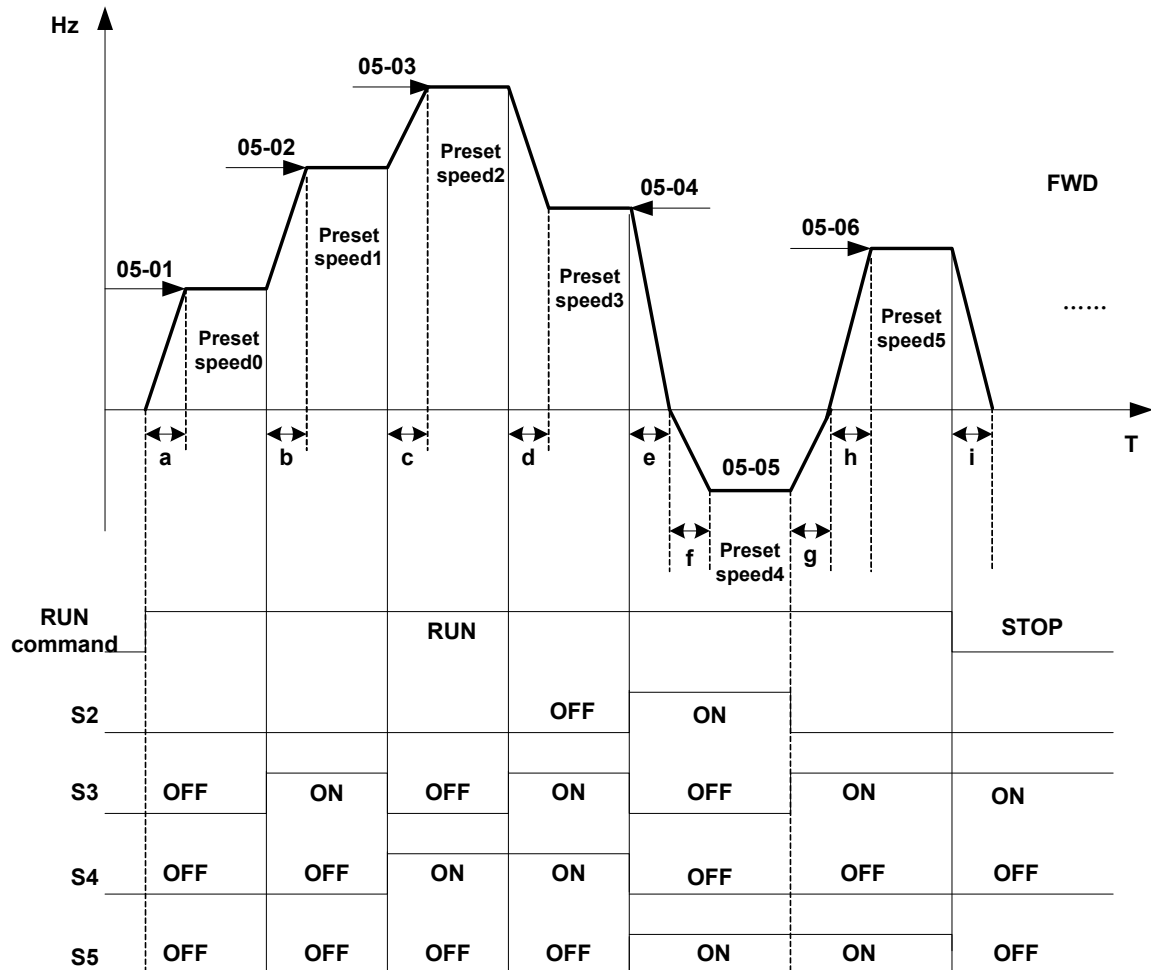 Hz
05-03
05-02
Preset
speed2
05-04
FWD
05-06
Preset
speed1
05-01
Preset
speed3
Preset
speed0
Preset
speed5
......
T
a
b
c
d
e
h
i
05-05
f
Preset
speed4
g
RUN
command
RUN
STOP
S2
OFF
ON
S3
OFF
ON
OFF
ON
OFF
ON
ON
S4
OFF
OFF
ON
ON
OFF
OFF
OFF
S5
OFF
OFF
OFF
OFF
ON
ON
OFF